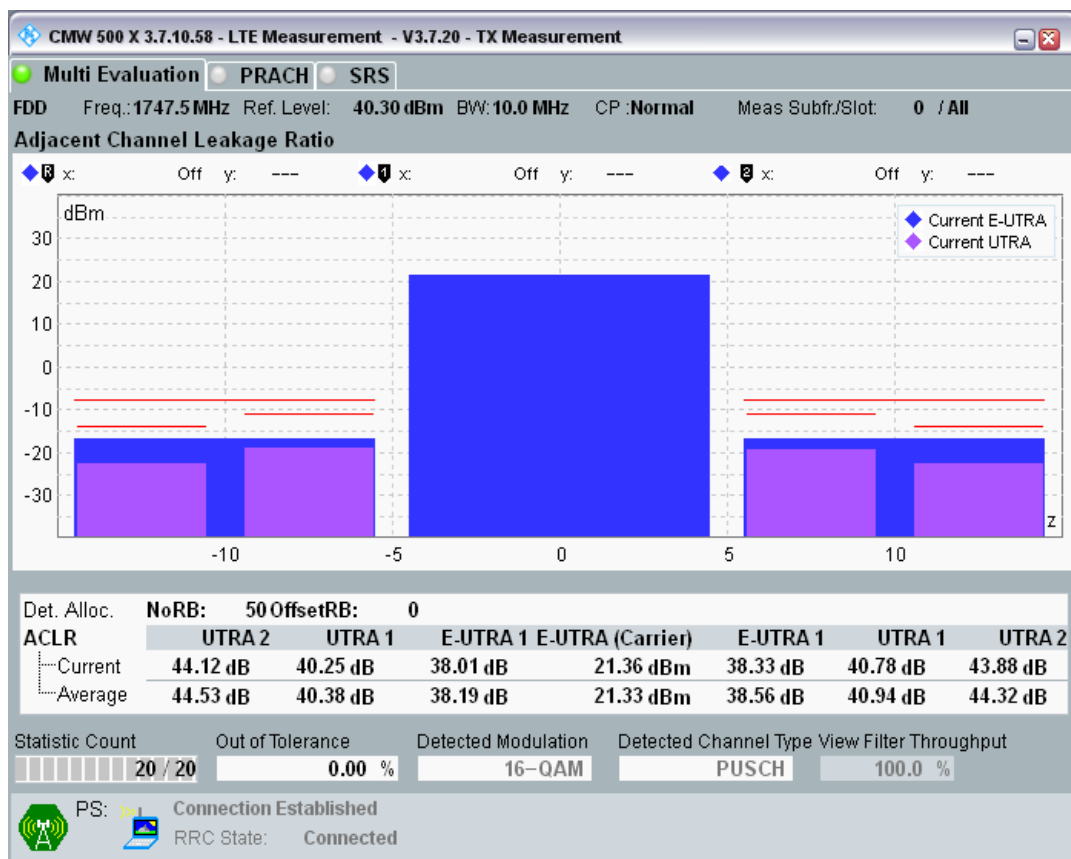 CMW 500 X 3.7.10.58 - LTE Measurement - V3.7.20 - TX Measurement
Multi Evaluation PRACH SRS
FDD Freq.: 1747.5 MHz Ref. Level: 40.30 dBm BW: 10.0 MHz CP :Normal Meas Subfr./Slot: 0 / All
Adjacent Channel Leakage Ratio
R x: Off y: --- 1 x: Off y: --- 2 x: Off y: ---
dBm
Current E-UTRA
Current UTRA
30
20
10
0
-10
-20
-30
z
-10 -5 0 5 10
Det. Alloc. NoRB: 50 OffsetRB: 0
ACLR UTRA 2 UTRA 1 E-UTRA 1 E-UTRA (Carrier) E-UTRA 1 UTRA 1 UTRA 2
Current 44.12 dB 40.25 dB 38.01 dB 21.36 dBm 38.33 dB 40.78 dB 43.88 dB
Average 44.53 dB 40.38 dB 38.19 dB 21.33 dBm 38.56 dB 40.94 dB 44.32 dB
Statistic Count Out of Tolerance Detected Modulation Detected Channel Type View Filter Throughput
20 / 20 0.00 % 16-QAM PUSCH 100.0 %
PS: Connection Established
RRC State: Connected